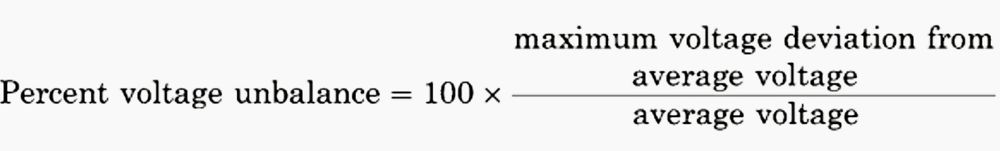 maximum voltage deviation from
average voltage
Percent voltage unbalance = 100 ×
average voltage